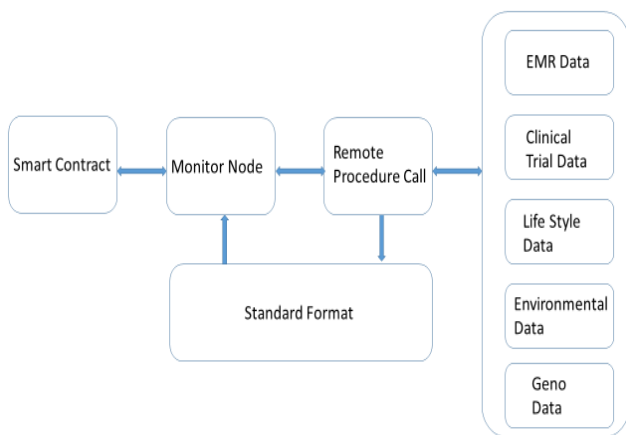 Smart Contract
Monitor Node
Remote
Procedure Call
Standard Format
EMR Data
Clinical
Trial Data
Life Style
Data
Environmental
Data
Geno
Data